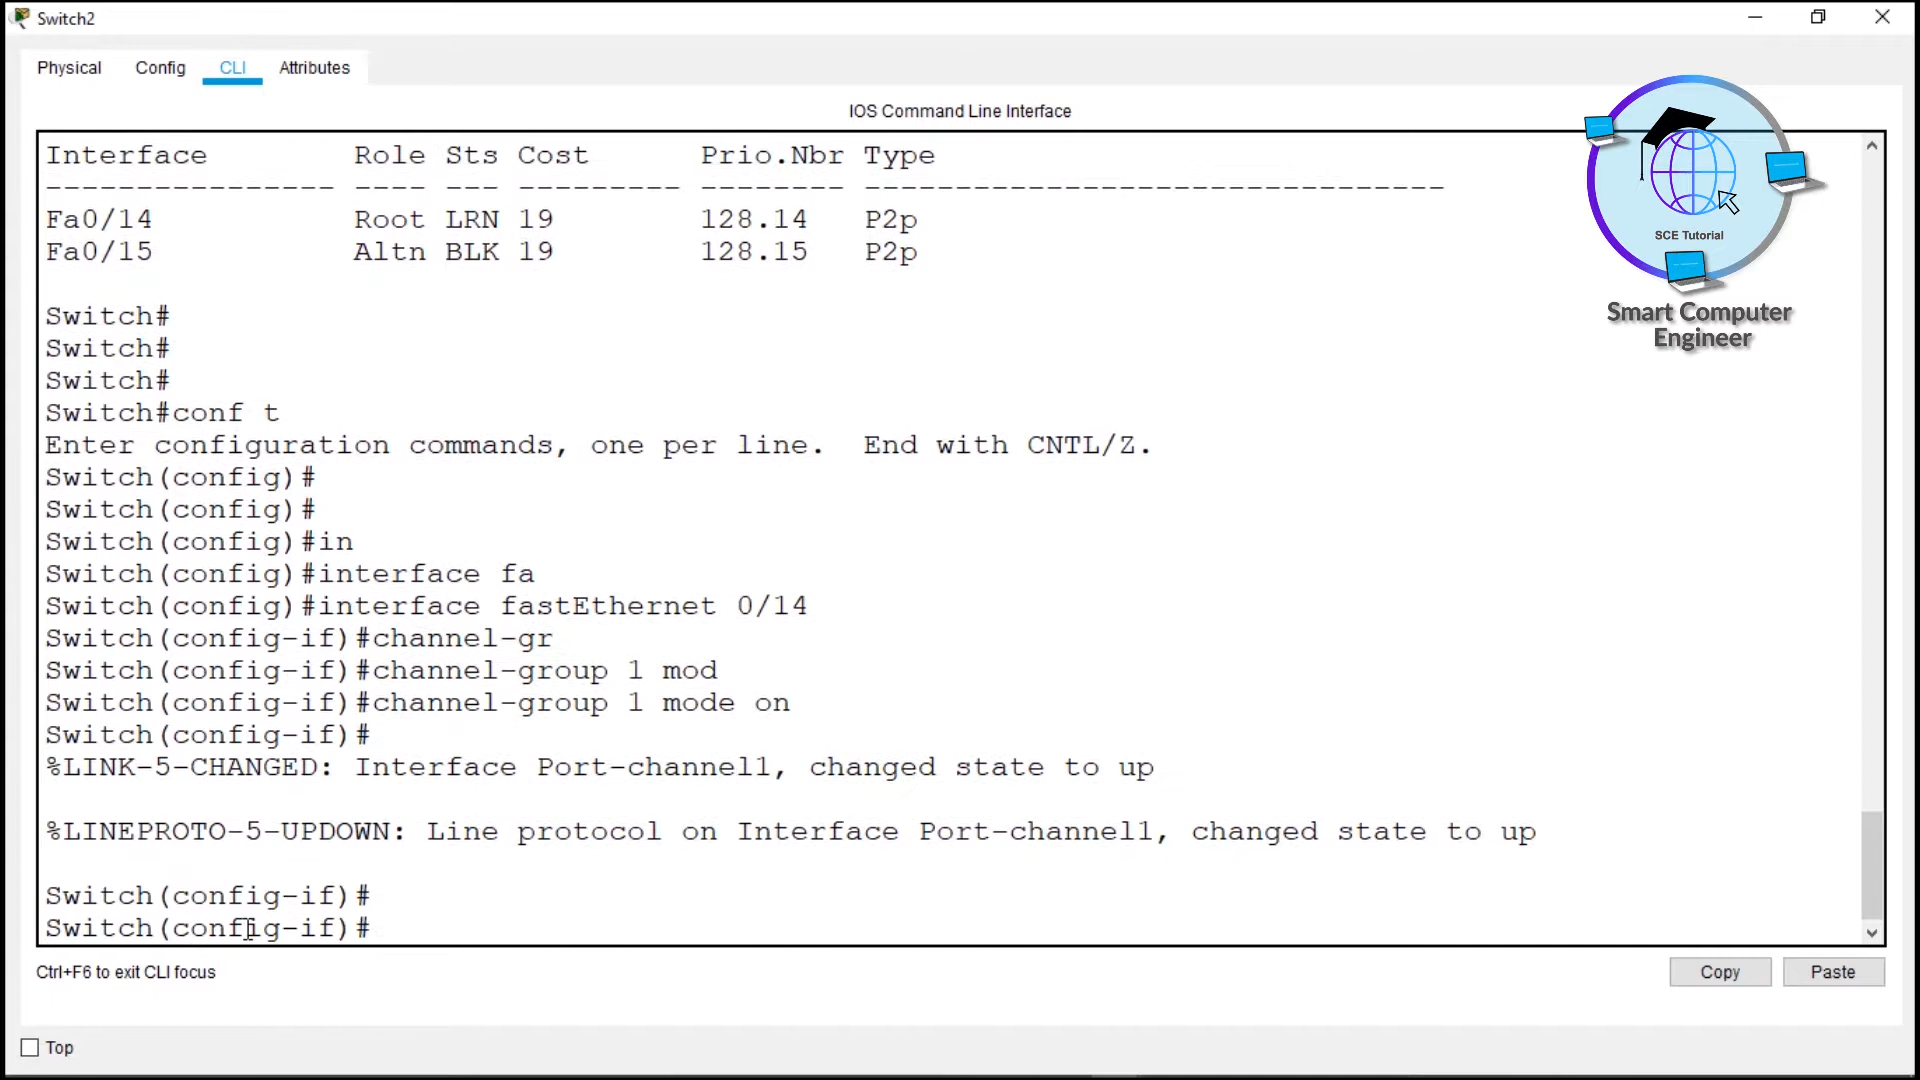 Switch2
Physical Config CLI Attributes
IOS Command Line Interface
Interface Role Sts Cost Prio.Nbr Type
---------------- ---- --- --------- -------- --------------------------------
Fa0/14 Root LRN 19 128.14 P2p
Fa0/15 Altn BLK 19 128.15 P2p
Switch#
Switch#
Switch#
Switch#conf t
Enter configuration commands, one per line. End with CNTL/Z.
Switch(config)#
Switch(config)#
Switch(config)#in
Switch(config)#interface fa
Switch(config)#interface fastEthernet 0/14
Switch(config-if)#channel-gr
Switch(config-if)#channel-group 1 mod
Switch(config-if)#channel-group 1 mode on
Switch(config-if)#
%LINK-5-CHANGED: Interface Port-channel1, changed state to up
%LINEPROTO-5-UPDOWN: Line protocol on Interface Port-channel1, changed state to up
Switch(config-if)#
Switch(config-if)#
Ctrl+F6 to exit CLI focus
Copy Paste
Top
SCE Tutorial
Smart Computer
Engineer